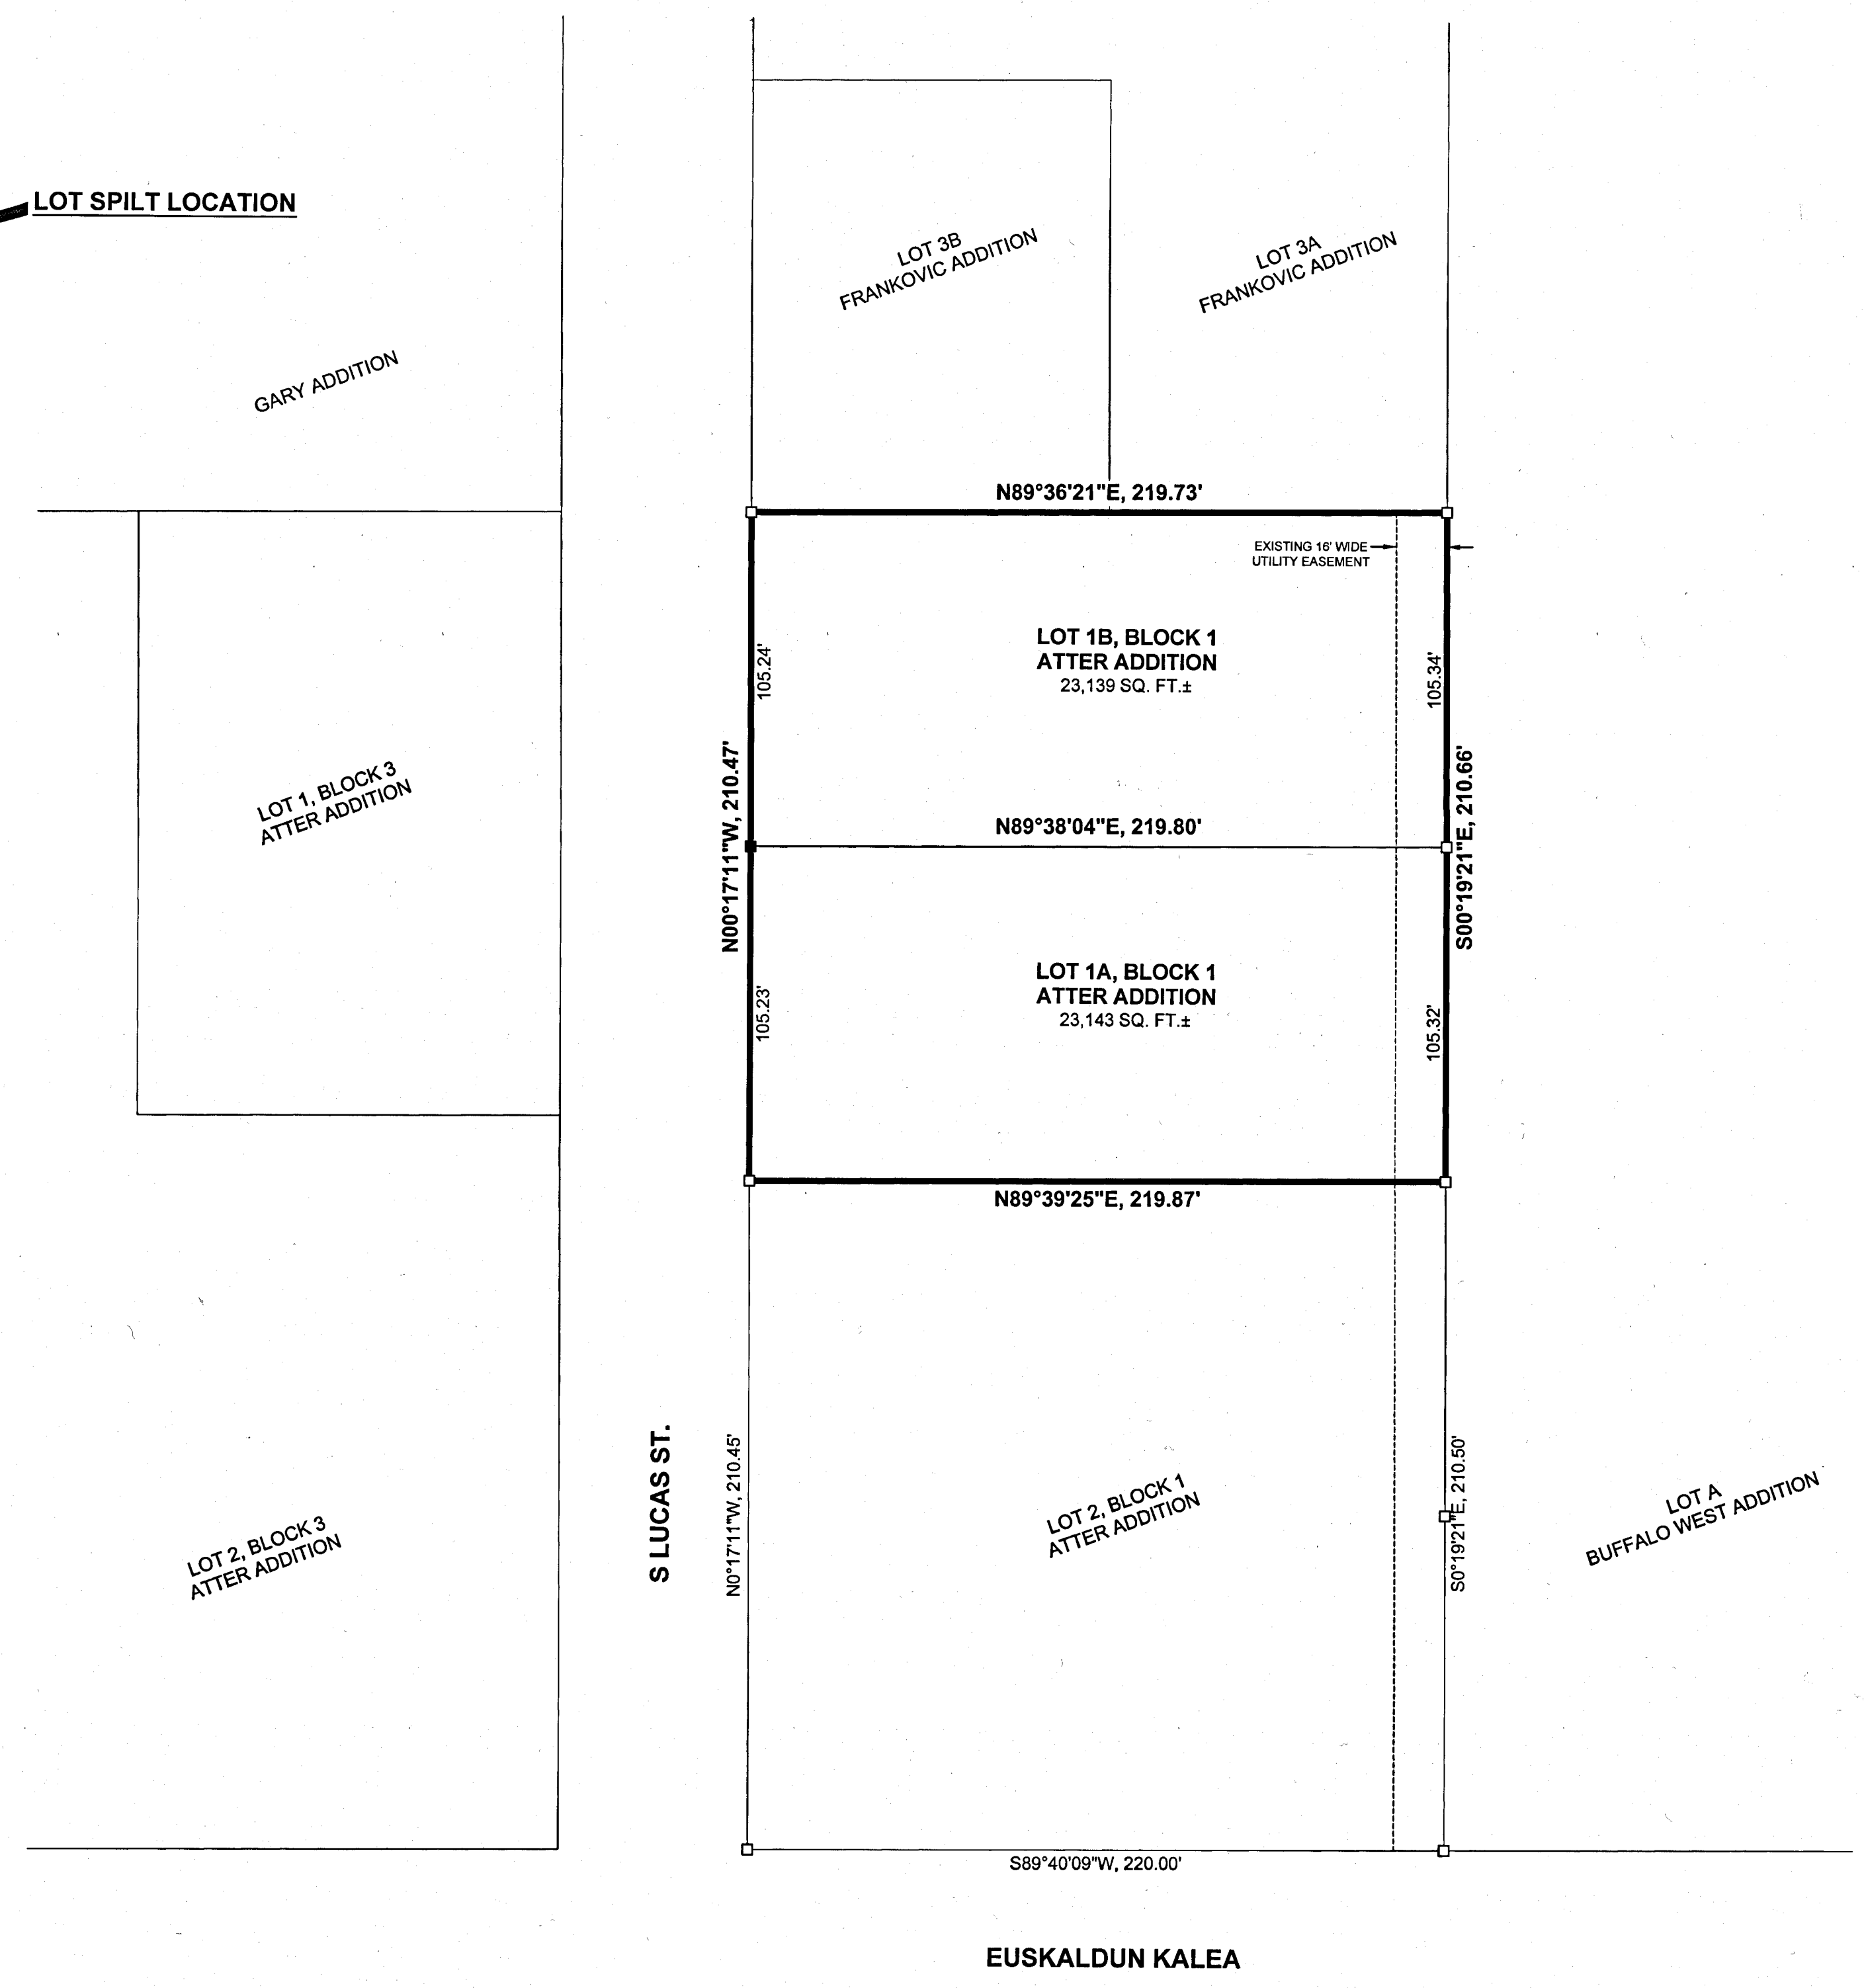 LOT SPILT LOCATION
LOT 3B
FRANKOVIC ADDITION
LOT 3A
FRANKOVIC ADDITION
GARY ADDITION
N89°36'21"E, 219.73'
EXISTING 16' WIDE
UTILITY EASEMENT
LOT 1B, BLOCK 1
ATTER ADDITION
23,139 SQ. FT.±
105.24'
105.34'
N00°17'11"W, 210.47'
S00°19'21"E, 210.66'
LOT 1, BLOCK 3
ATTER ADDITION
N89°38'04"E, 219.80'
LOT 1A, BLOCK 1
ATTER ADDITION
23,143 SQ. FT.±
105.23'
105.32'
N89°39'25"E, 219.87'
S LUCAS ST.
N0°17'11"W, 210.45'
LOT 2, BLOCK 1
ATTER ADDITION
S0°19'21"E, 210.50'
LOT A
BUFFALO WEST ADDITION
LOT 2, BLOCK 3
ATTER ADDITION
S89°40'09"W, 220.00'
EUSKALDUN KALEA